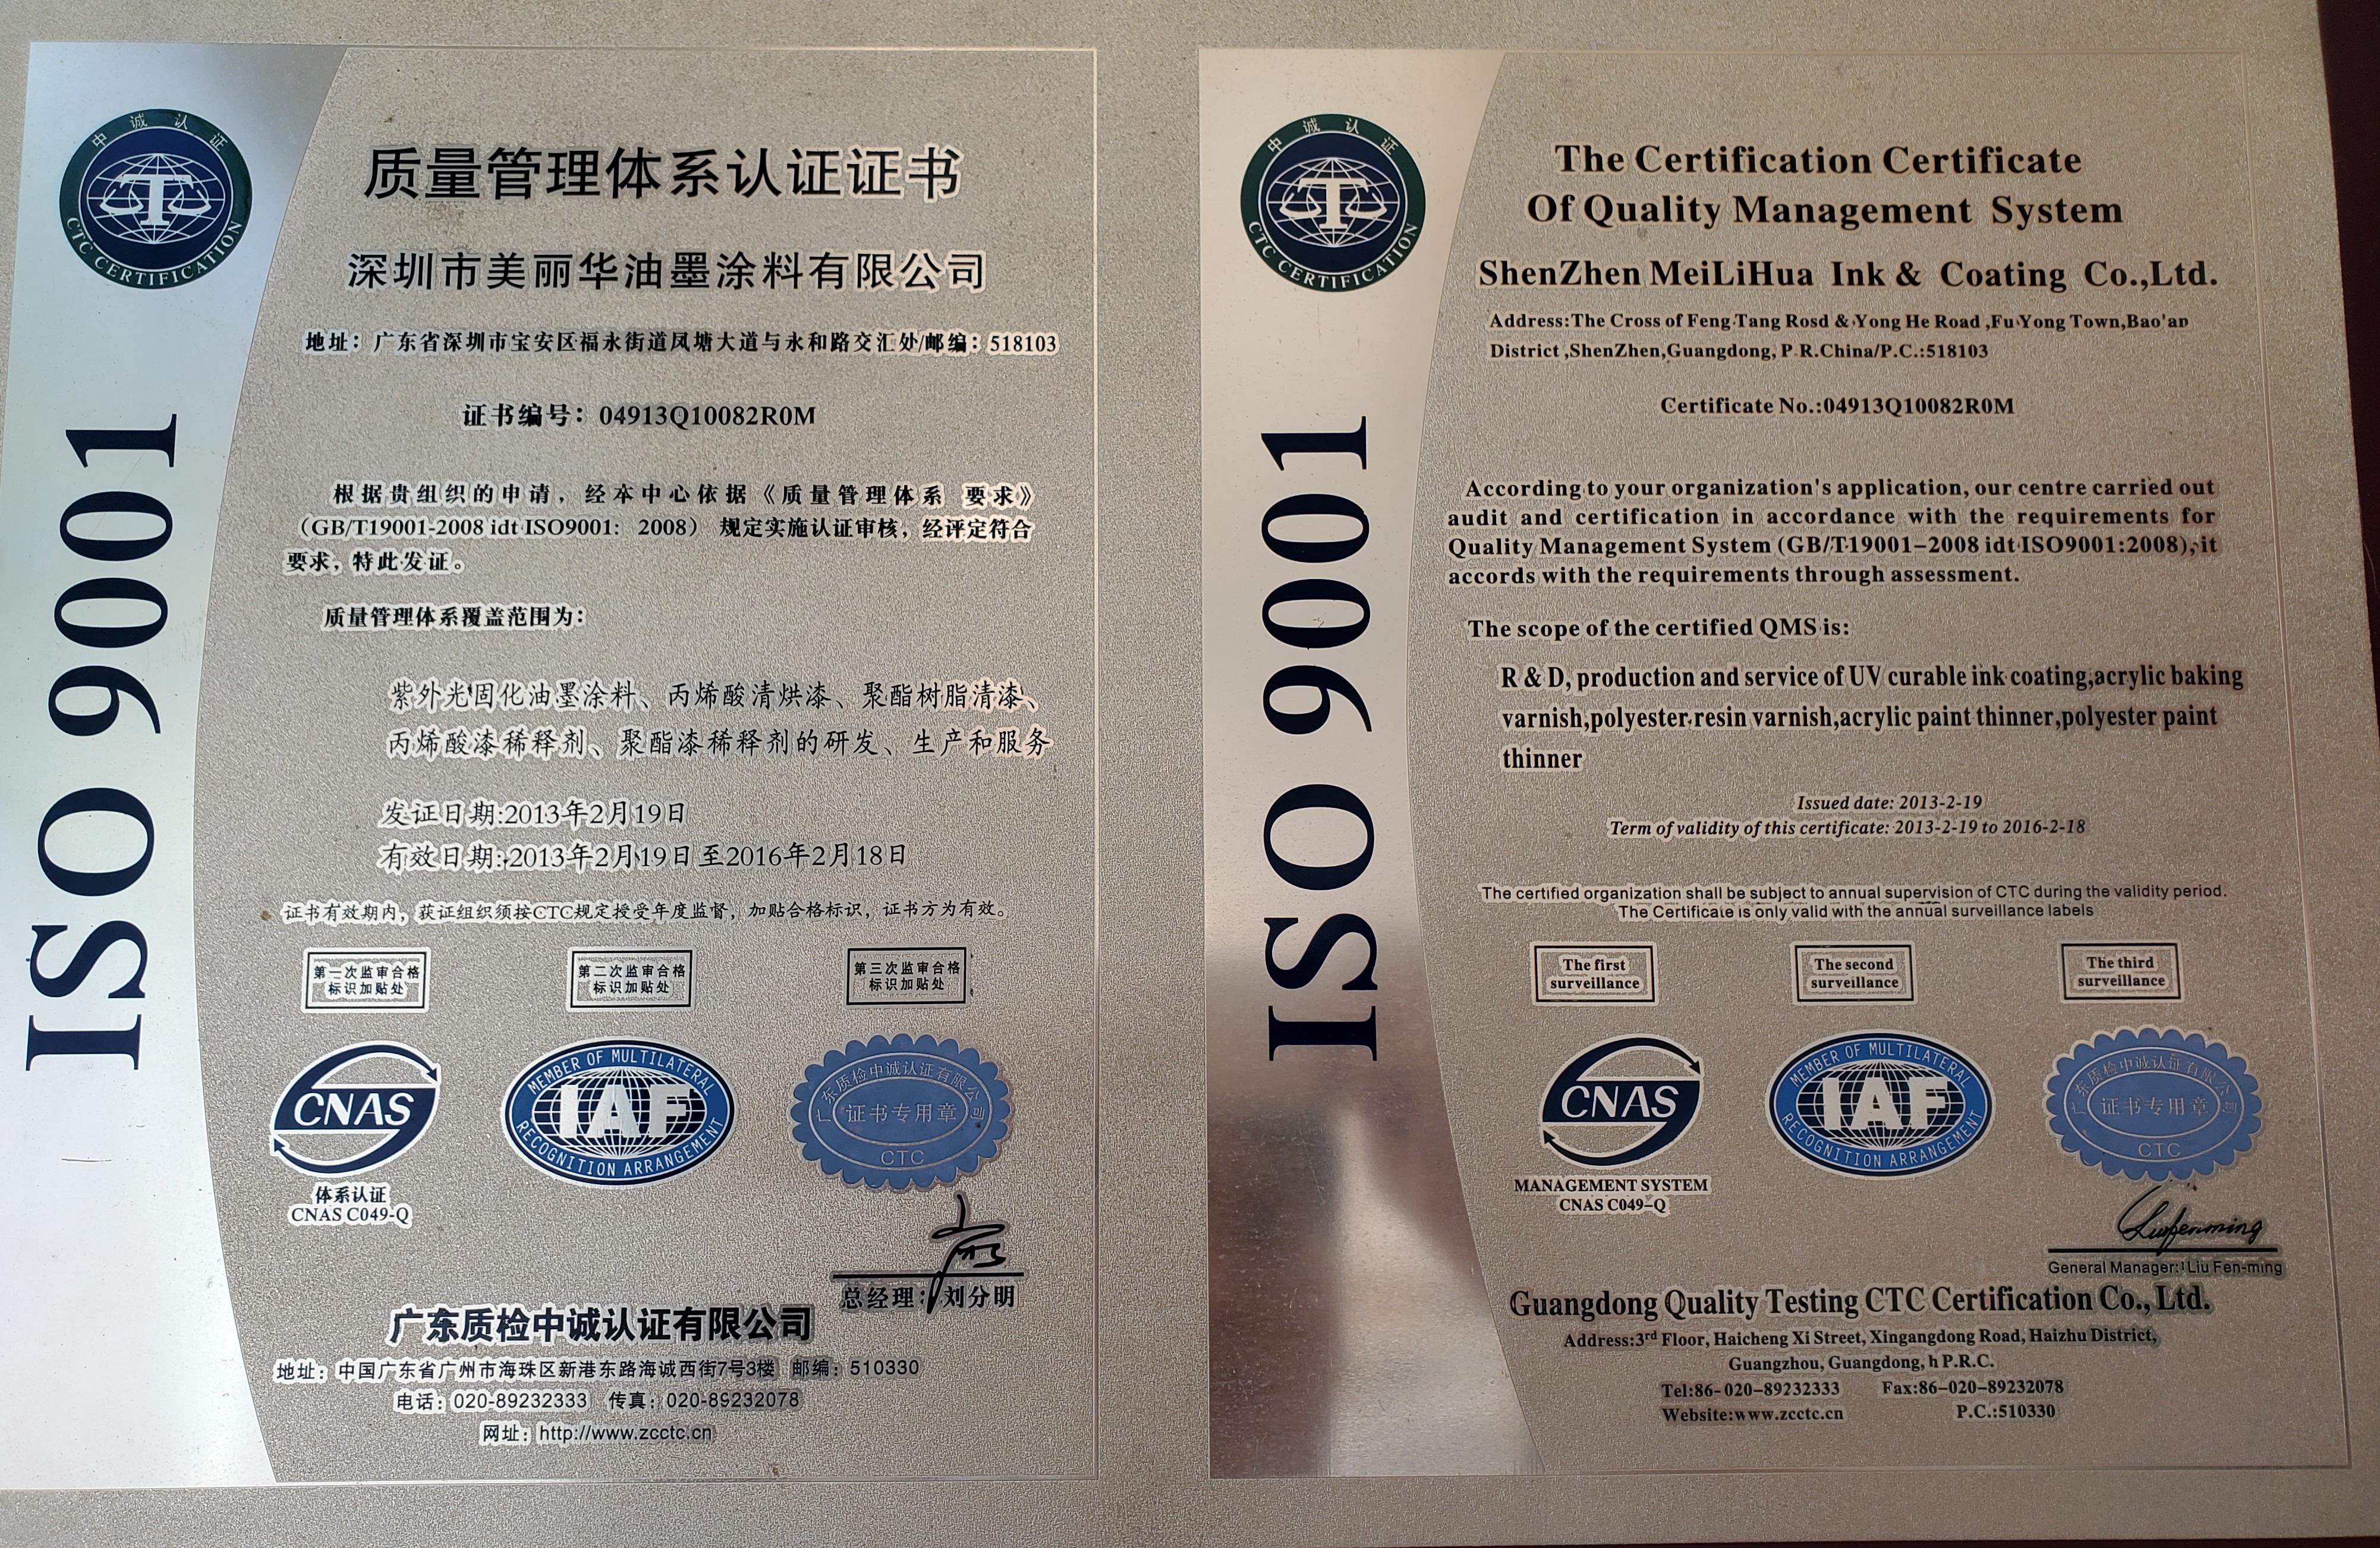 中诚认证
CTC CERTIFICATION
ISO 9001
质量管理体系认证证书
深圳市美丽华油墨涂料有限公司
地址：广东省深圳市宝安区福永街道凤塘大道与永和路交汇处/邮编：518103
证书编号：04913Q10082R0M
根据贵组织的申请，经本中心依据《质量管理体系 要求》
（GB/T19001-2008 idt ISO9001：2008）规定实施认证审核，经评定符合
要求，特此发证。
质量管理体系覆盖范围为：
紫外光固化油墨涂料、丙烯酸清烘漆、聚酯树脂清漆、
丙烯酸漆稀释剂、聚酯漆稀释剂的研发、生产和服务
发证日期:2013年2月19日
有效日期:2013年2月19日至2016年2月18日
证书有效期内，获证组织须按CTC规定授受年度监督，加贴合格标识，证书方为有效。
第一次监审合格
标识加贴处
第二次监审合格
标识加贴处
第三次监审合格
标识加贴处
CNAS
体系认证
CNAS C049-Q
MEMBER OF MULTILATERAL
IAF
RECOGNITION ARRANGEMENT
广东质检中诚认证有限公司
证书专用章
CTC
总经理：刘分明
广东质检中诚认证有限公司
地址：中国广东省广州市海珠区新港东路海诚西街7号3楼 邮编：510330
电话：020-89232333 传真：020-89232078
网址：http://www.zcctc.cn
中诚认证
CTC CERTIFICATION
ISO 9001
The Certification Certificate
Of Quality Management System
ShenZhen MeiLiHua Ink & Coating Co.,Ltd.
Address:The Cross of Feng Tang Rosd & Yong He Road ,Fu Yong Town,Bao'an
District ,ShenZhen,Guangdong, P R.China/P.C.:518103
Certificate No.:04913Q10082R0M
According to your organization's application, our centre carried out
audit and certification in accordance with the requirements for
Quality Management System (GB/T19001-2008 idt ISO9001:2008), it
accords with the requirements through assessment.
The scope of the certified QMS is:
R & D, production and service of UV curable ink coating,acrylic baking
varnish,polyester resin varnish,acrylic paint thinner,polyester paint
thinner
Issued date: 2013-2-19
Term of validity of this certificate: 2013-2-19 to 2016-2-18
The certified organization shall be subject to annual supervision of CTC during the validity period.
The Certificate is only valid with the annual surveillance labels
The first
surveillance
The second
surveillance
The third
surveillance
CNAS
MANAGEMENT SYSTEM
CNAS C049-Q
MEMBER OF MULTILATERAL
IAF
RECOGNITION ARRANGEMENT
广东质检中诚认证有限公司
证书专用章
CTC
Liufenming
General Manager: Liu Fen-ming
Guangdong Quality Testing CTC Certification Co., Ltd.
Address:3rd Floor, Haicheng Xi Street, Xingangdong Road, Haizhu District,
Guangzhou, Guangdong, h P.R.C.
Tel:86-020-89232333 Fax:86-020-89232078
Website:www.zcctc.cn P.C.:510330